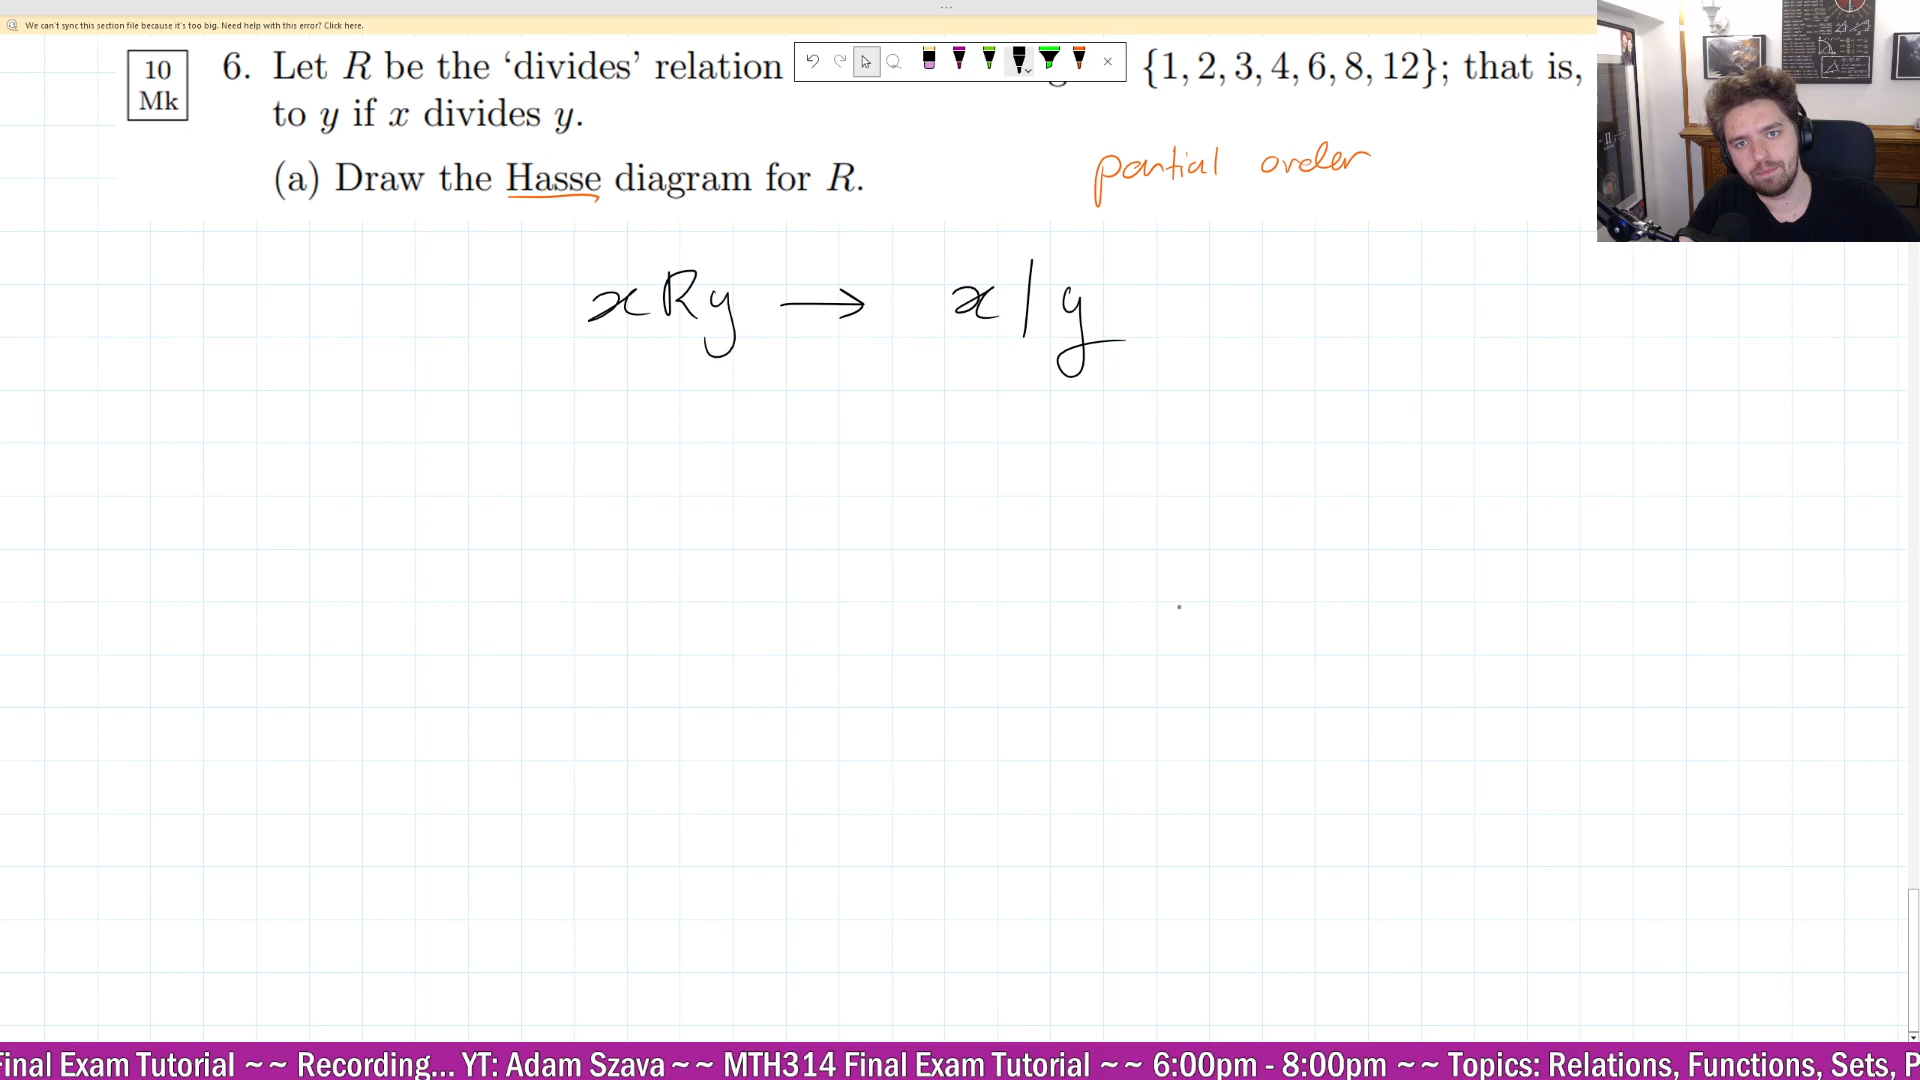 We can't sync this section file because it's too big. Need help with this error? Click here.
10
Mk
6. Let R be the ‘divides’ relation {1, 2, 3, 4, 6, 8, 12}; that is,
to y if x divides y.
(a) Draw the Hasse diagram for R.
partial order
xRy → x | y
Final Exam Tutorial ~~ Recording... YT: Adam Szava ~~ MTH314 Final Exam Tutorial ~~ 6:00pm - 8:00pm ~~ Topics: Relations, Functions, Sets, P